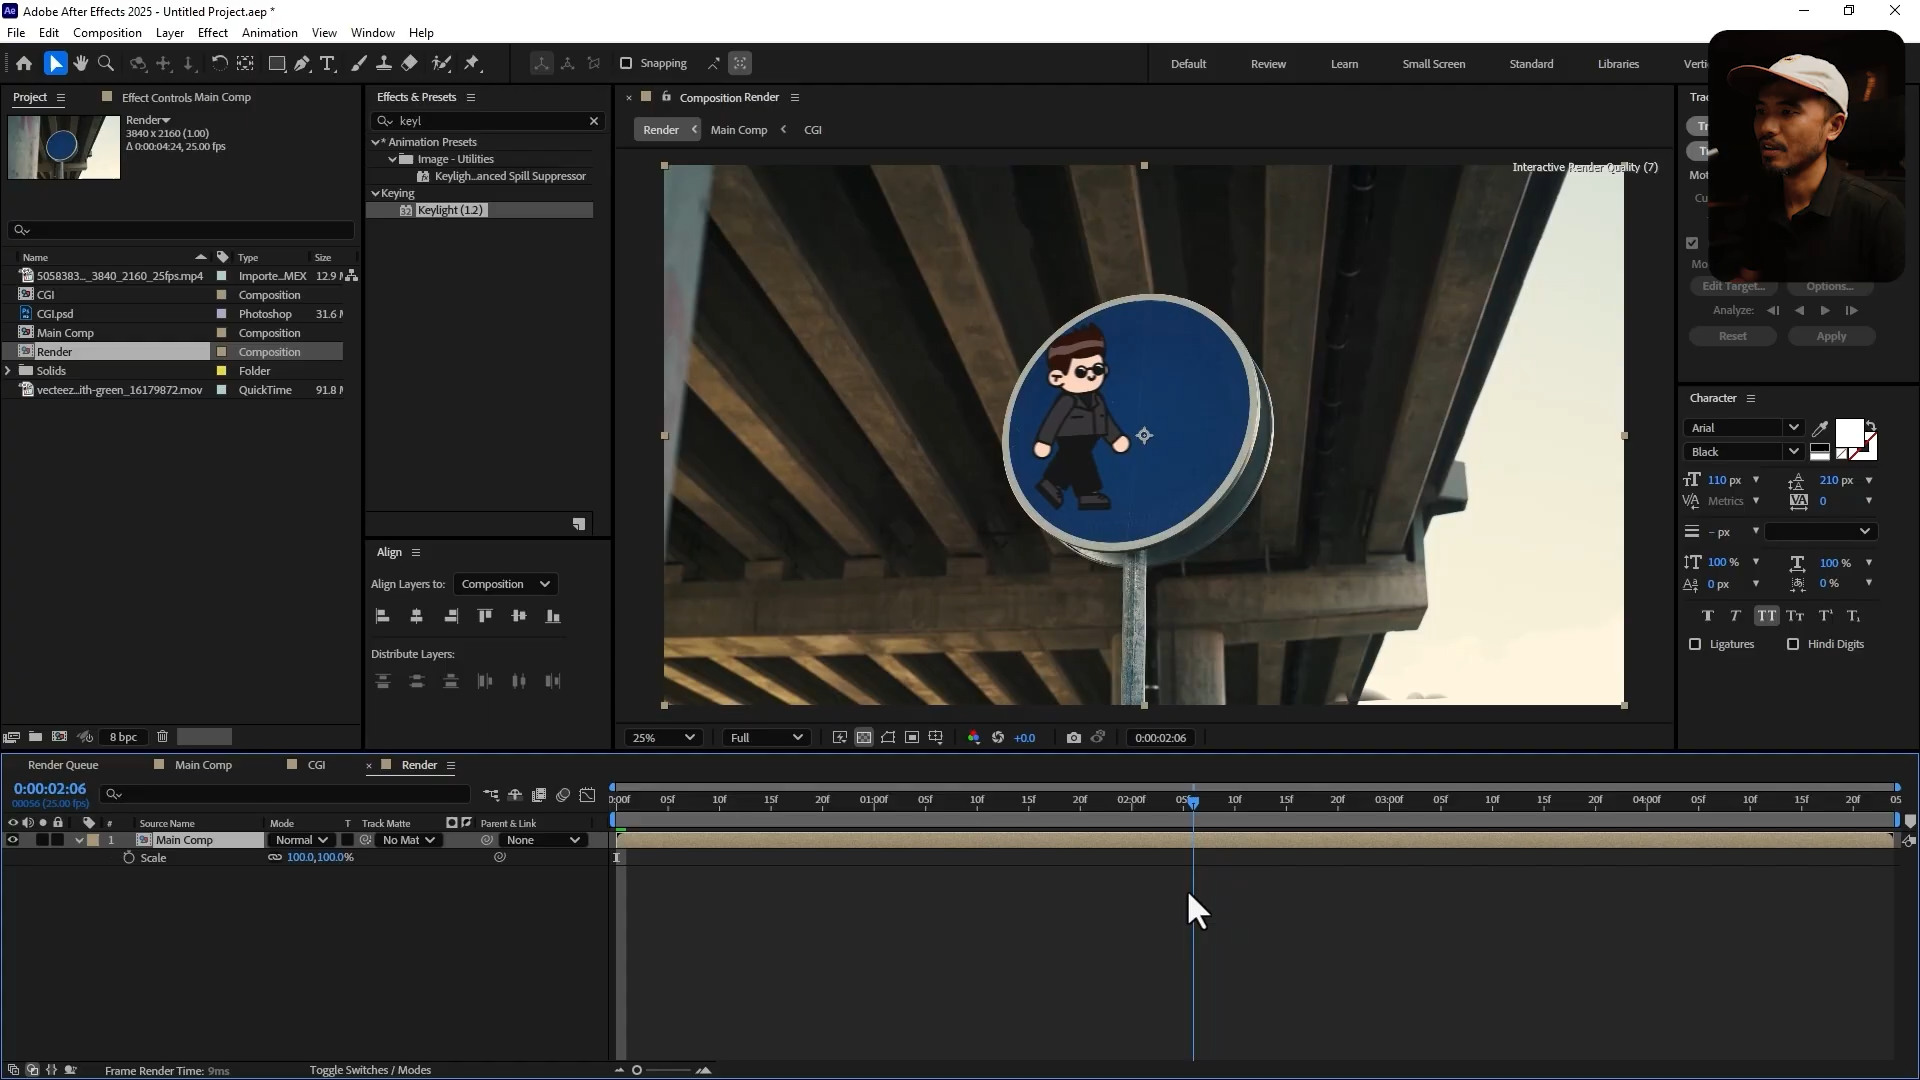 Adobe After Effects 2025 - Untitled Project.aep *
File Edit Composition Layer Effect Animation View Window Help
Snapping
Default Review Learn Small Screen Standard Libraries Verti
Project Effect Controls Main Comp
Render
3840 x 2160 (1.00)
Δ 0:00:04:24, 25.00 fps
Name Type Size
5058383..._3840_2160_25fps.mp4 Importe...MEX 12.9 M
CGI Composition
CGI.psd Photoshop 31.6 M
Main Comp Composition
Render Composition
Solids Folder
vecteez...ith-green_16179872.mov QuickTime 91.8 M
8 bpc
Effects & Presets
keyl
* Animation Presets
Image - Utilities
Keyligh...anced Spill Suppressor
Keying
Keylight (1.2)
Align
Align Layers to: Composition
Distribute Layers:
Composition Render
Render Main Comp CGI
Interactive Render Quality (7)
25% Full +0.0 0:00:02:06
Edit Target... Options...
Analyze:
Reset Apply
Character
Arial
Black
110 px 210 px
Metrics 0
- px
100 % 100 %
0 px 0 %
Ligatures Hindi Digits
Render Queue Main Comp CGI Render
0:00:02:06
00056 (25.00 fps)
0:00f 05f 10f 15f 20f 01:00f 05f 10f 15f 20f 02:00f 05f 10f 15f 20f 03:00f 05f 10f 15f 20f 04:00f 05f 10f 15f 20f 05
# Source Name Mode T Track Matte Parent & Link
1 Main Comp Normal No Mat None
Scale 100.0,100.0%
Frame Render Time: 9ms Toggle Switches / Modes